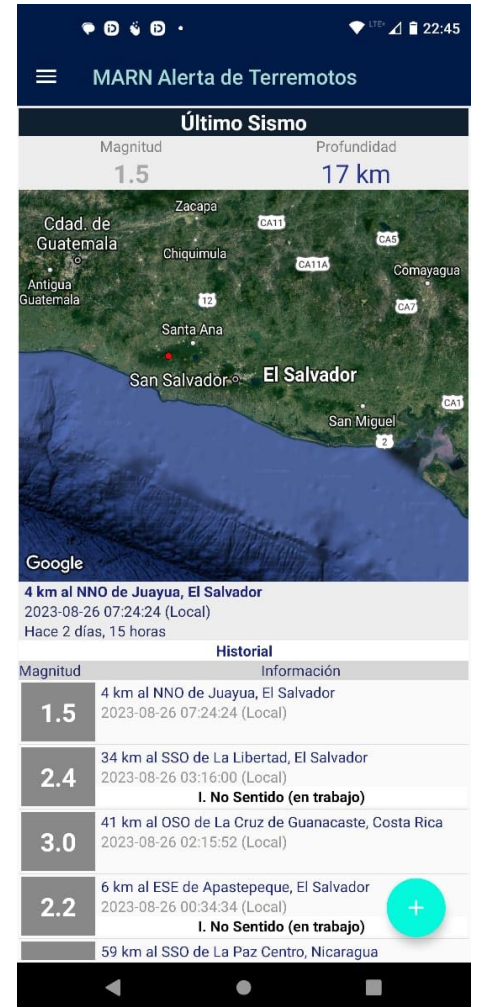 LTE+ 22:45
MARN Alerta de Terremotos
Último Sismo
Magnitud Profundidad
1.5 17 km
Zacapa
CA11
Cdad. de
Guatemala
CA5
Chiquimula
CA11A
Comayagua
Antigua
Guatemala
12
CA7
Santa Ana
San Salvador
El Salvador
CA1
San Miguel
2
Google
4 km al NNO de Juayua, El Salvador
2023-08-26 07:24:24 (Local)
Hace 2 días, 15 horas
Historial
Magnitud Información
1.5
4 km al NNO de Juayua, El Salvador
2023-08-26 07:24:24 (Local)
2.4
34 km al SSO de La Libertad, El Salvador
2023-08-26 03:16:00 (Local)
I. No Sentido (en trabajo)
3.0
41 km al OSO de La Cruz de Guanacaste, Costa Rica
2023-08-26 02:15:52 (Local)
2.2
6 km al ESE de Apastepeque, El Salvador
2023-08-26 00:34:34 (Local)
I. No Sentido (en trabajo)
+
59 km al SSO de La Paz Centro, Nicaragua